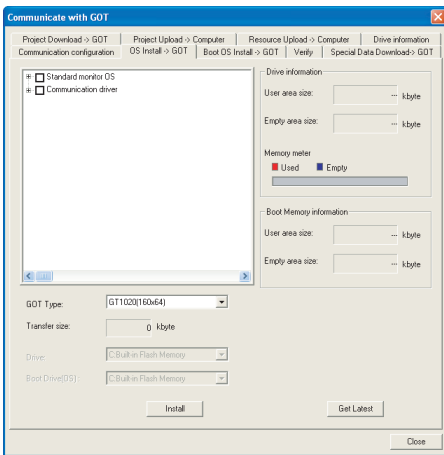 Communicate with GOT
Project Download -> GOT Project Upload -> Computer Resource Upload -> Computer Drive information
Communication configuration OS Install -> GOT Boot OS Install -> GOT Verify Special Data Download-> GOT
Standard monitor OS
Communication driver
Drive information
User area size: --- kbyte
Empty area size: --- kbyte
Memory meter
Used Empty
Boot Memory information
User area size: --- kbyte
Empty area size: --- kbyte
GOT Type: GT1020(160x64)
Transfer size: 0 kbyte
Drive: C:Built-in Flash Memory
Boot Drive(OS): C:Built-in Flash Memory
Install Get Latest
Close